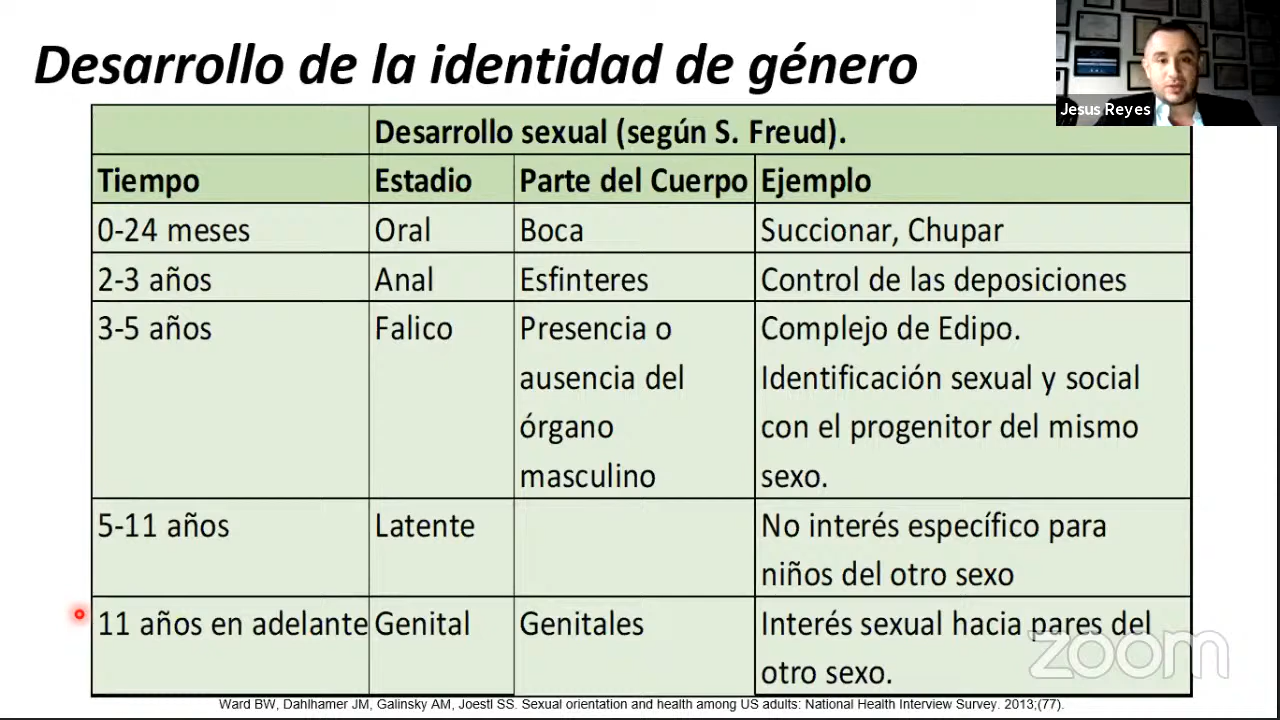 Desarrollo de la identidad de género
Jesus Reyes
Desarrollo sexual (según S. Freud).
Tiempo Estadio Parte del Cuerpo Ejemplo
0-24 meses Oral Boca Succionar, Chupar
2-3 años Anal Esfinteres Control de las deposiciones
3-5 años Falico Presencia o Complejo de Edipo.
ausencia del Identificación sexual y social
órgano con el progenitor del mismo
masculino sexo.
5-11 años Latente No interés específico para
niños del otro sexo
11 años en adelante Genital Genitales Interés sexual hacia pares del
otro sexo.
zoom
Ward BW, Dahlhamer JM, Galinsky AM, Joestl SS. Sexual orientation and health among US adults: National Health Interview Survey. 2013;(77).